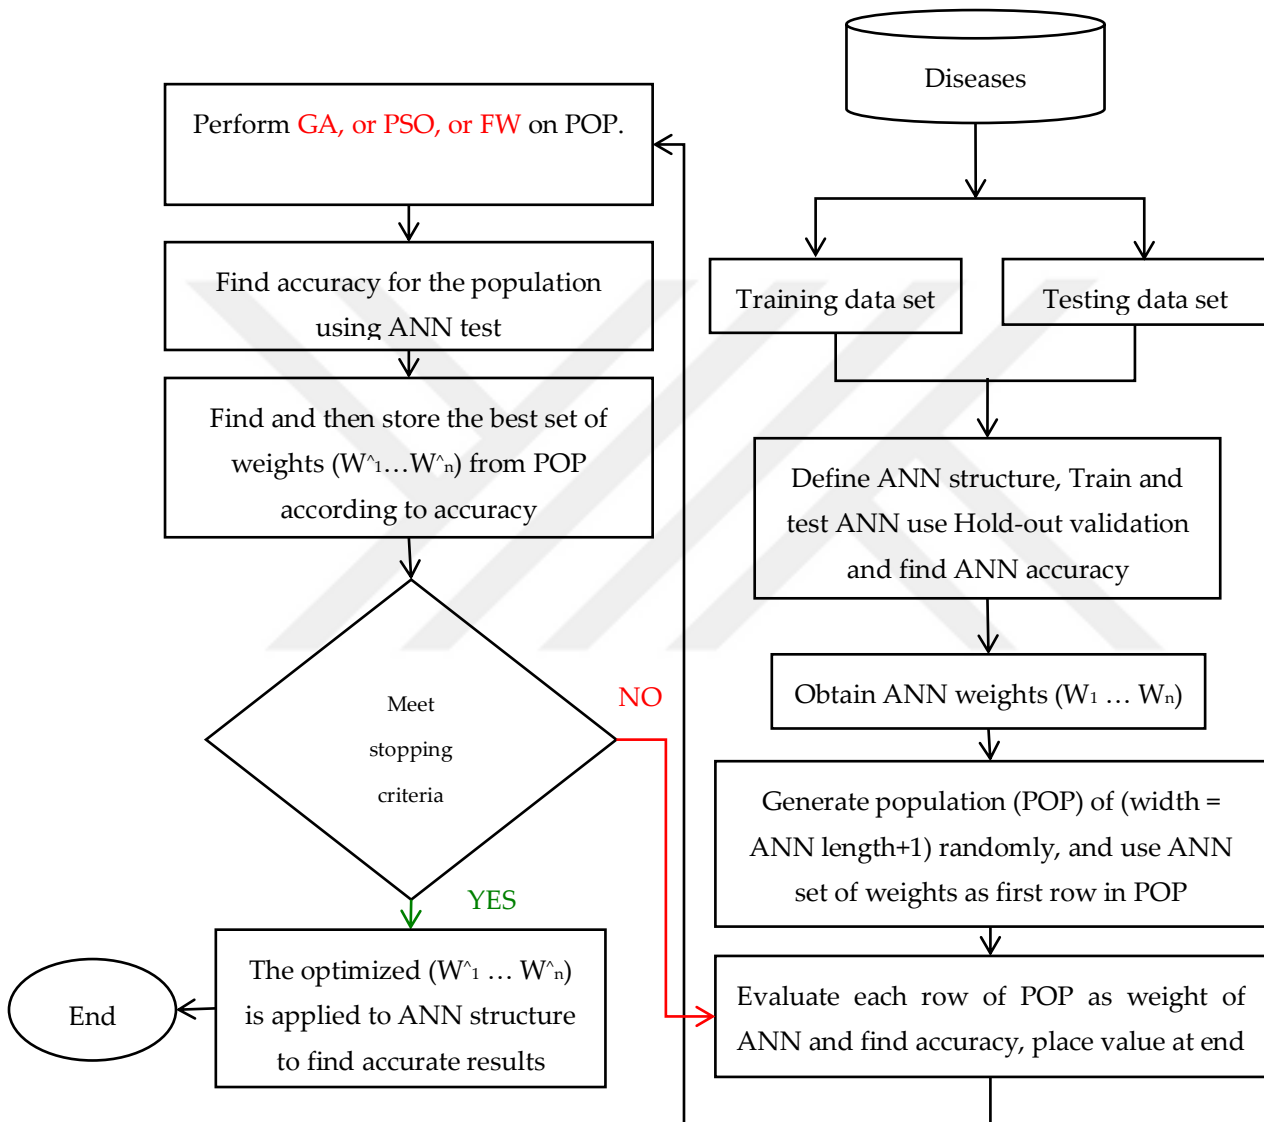 Diseases
Training data set
Testing data set
Define ANN structure, Train and
test ANN use Hold-out validation
and find ANN accuracy
Obtain ANN weights (W₁ … Wₙ)
Generate population (POP) of (width =
ANN length+1) randomly, and use ANN
set of weights as first row in POP
Evaluate each row of POP as weight of
ANN and find accuracy, place value at end
Perform GA, or PSO, or FW on POP.
Find accuracy for the population
using ANN test
Find and then store the best set of
weights (W^₁…W^ₙ) from POP
according to accuracy
Meet
stopping
criteria
NO
YES
The optimized (W^₁ … W^ₙ)
is applied to ANN structure
to find accurate results
End